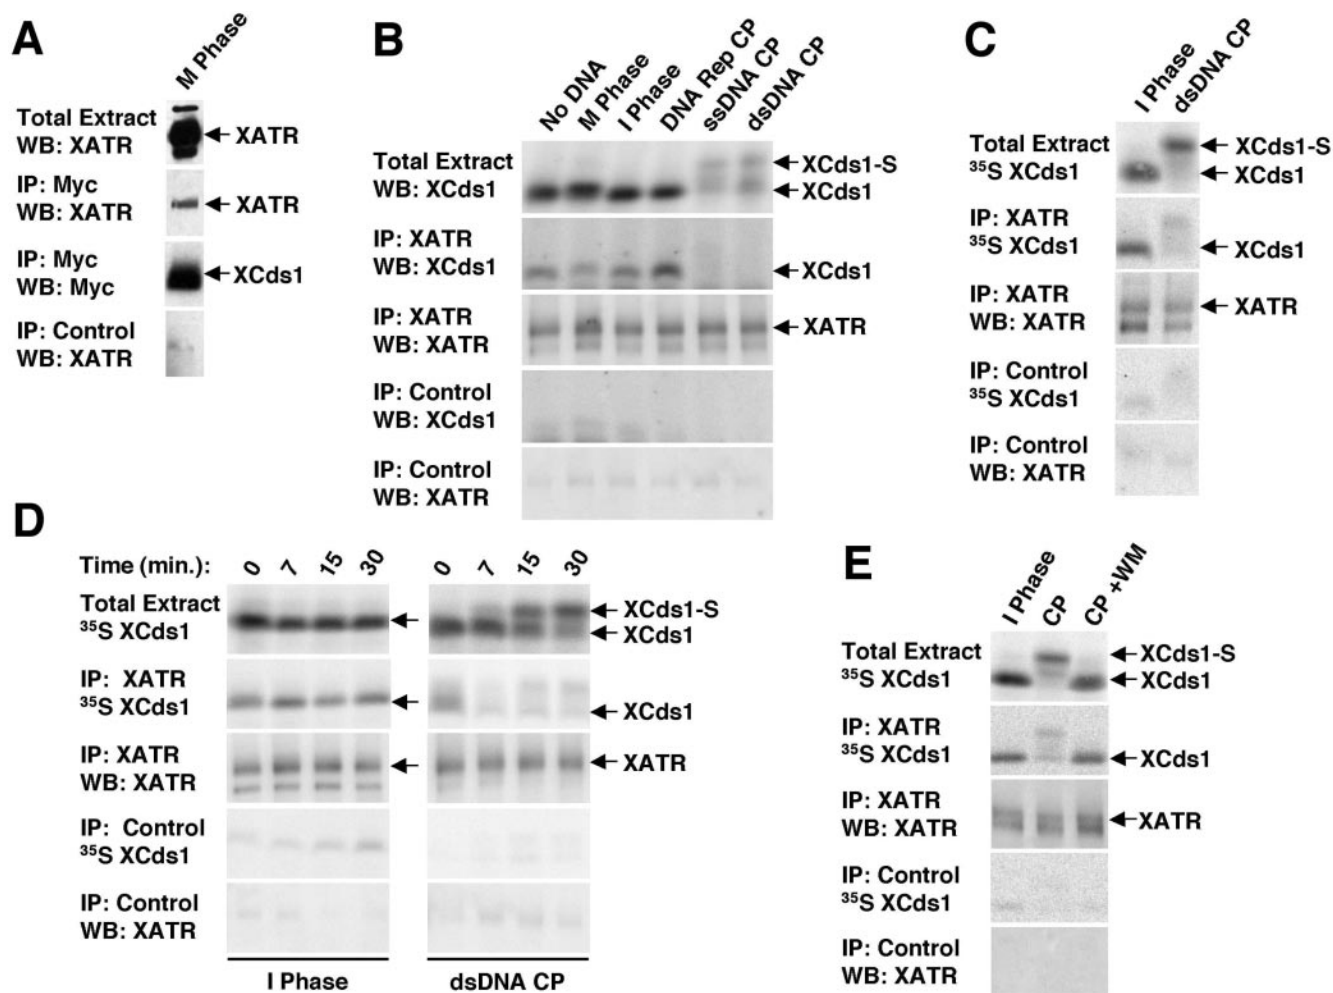 A
M Phase
Total Extract
WB: XATR
XATR
IP: Myc
WB: XATR
XATR
IP: Myc
WB: Myc
XCds1
IP: Control
WB: XATR
B
No DNA
M Phase
I Phase
DNA Rep CP
ssDNA CP
dsDNA CP
Total Extract
WB: XCds1
XCds1-S
XCds1
IP: XATR
WB: XCds1
XCds1
IP: XATR
WB: XATR
XATR
IP: Control
WB: XCds1
IP: Control
WB: XATR
C
I Phase
dsDNA CP
Total Extract
³⁵S XCds1
XCds1-S
XCds1
IP: XATR
³⁵S XCds1
XCds1
IP: XATR
WB: XATR
XATR
IP: Control
³⁵S XCds1
IP: Control
WB: XATR
D
Time (min.): 0 7 15 30 0 7 15 30
Total Extract
³⁵S XCds1
XCds1-S
XCds1
IP: XATR
³⁵S XCds1
XCds1
IP: XATR
WB: XATR
XATR
IP: Control
³⁵S XCds1
IP: Control
WB: XATR
I Phase
dsDNA CP
E
I Phase
CP
CP +WM
Total Extract
³⁵S XCds1
XCds1-S
XCds1
IP: XATR
³⁵S XCds1
XCds1
IP: XATR
WB: XATR
XATR
IP: Control
³⁵S XCds1
IP: Control
WB: XATR